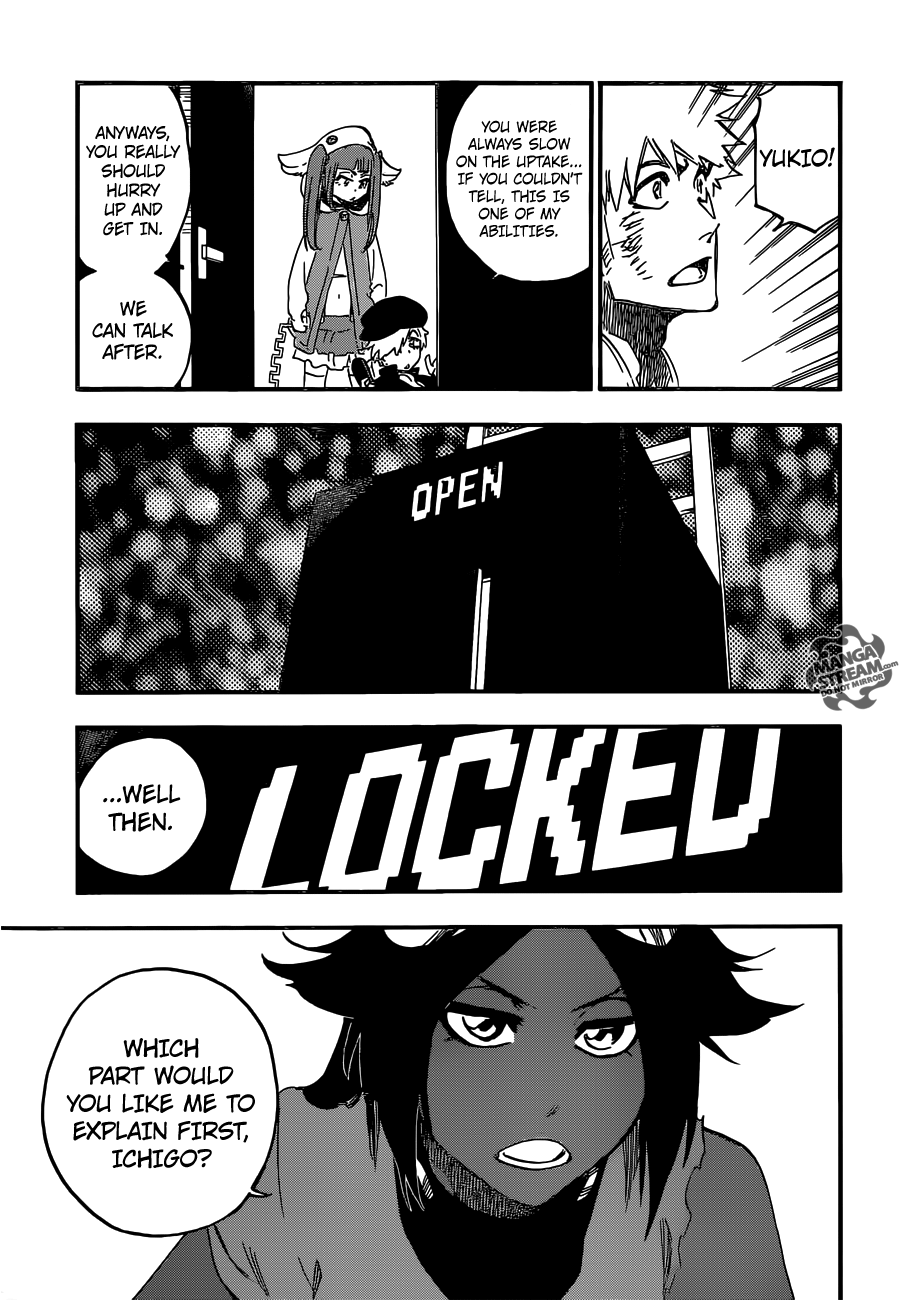 YUKIO!
YOU WERE
ALWAYS SLOW
ON THE UPTAKE...
IF YOU COULDN'T
TELL, THIS IS
ONE OF MY
ABILITIES.
ANYWAYS,
YOU REALLY
SHOULD
HURRY
UP AND
GET IN.
WE
CAN TALK
AFTER.
OPEN
MANGA
STREAM.com
DO NOT MIRROR
LOCKED
...WELL
THEN.
WHICH
PART WOULD
YOU LIKE ME TO
EXPLAIN FIRST,
ICHIGO?